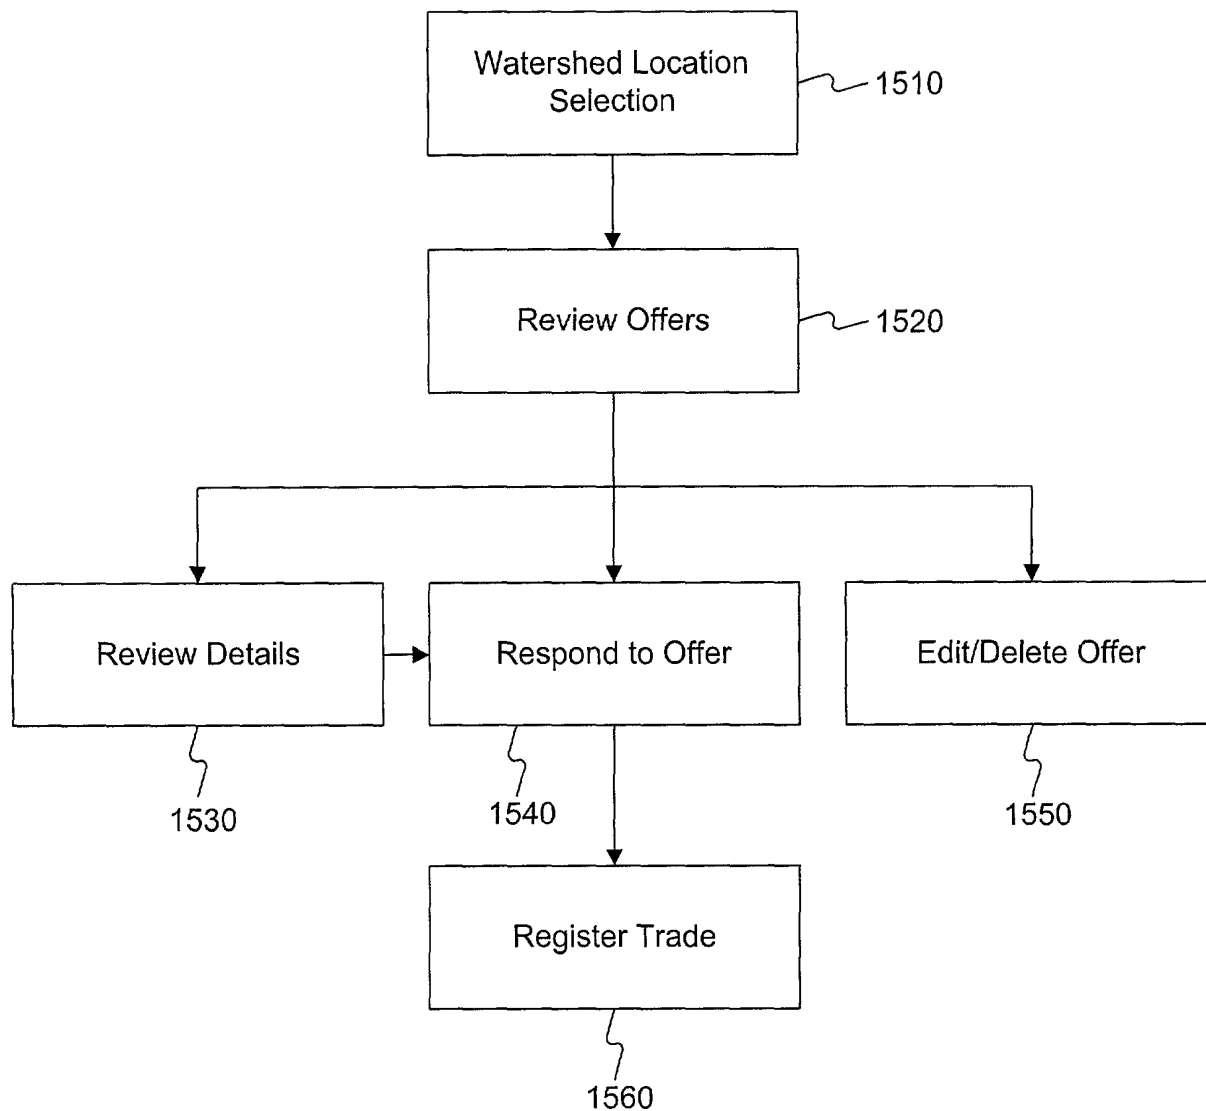 Watershed Location
Selection
1510
Review Offers
1520
Review Details
Respond to Offer
Edit/Delete Offer
1530
1540
1550
Register Trade
1560